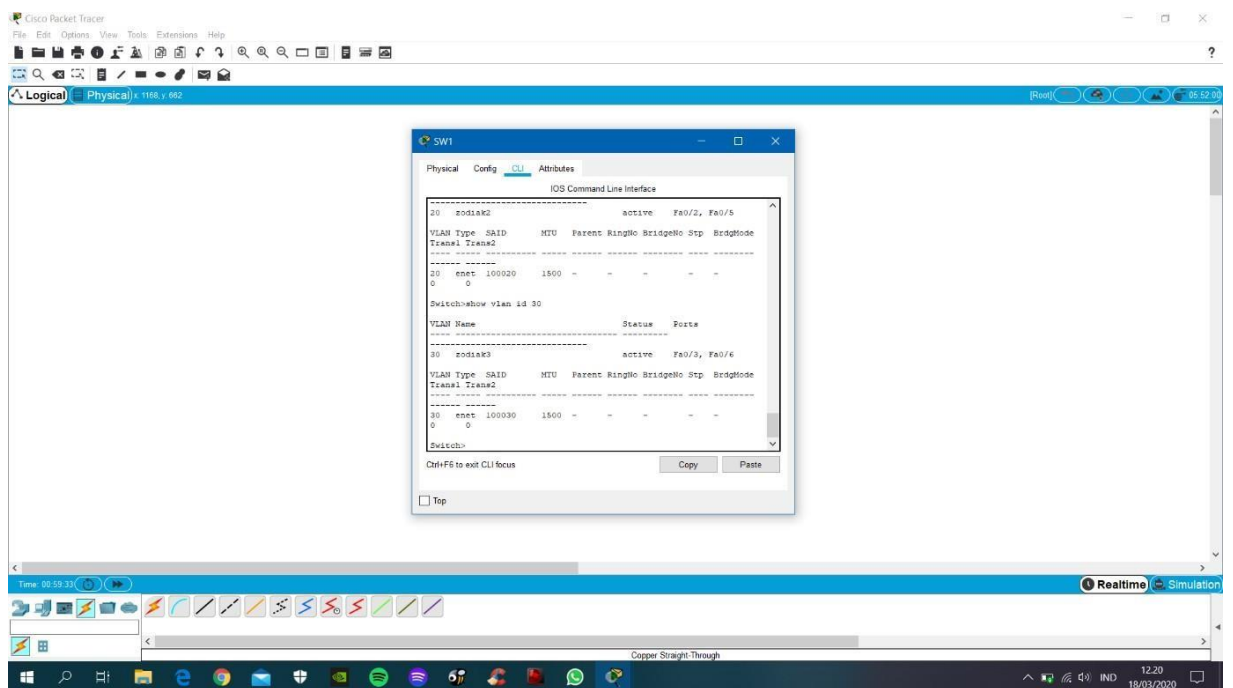 Cisco Packet Tracer
File Edit Options View Tools Extensions Help
?
Logical Physical x: 1168, y: 662 [Root] 05:52:00
SW1
Physical Config CLI Attributes
IOS Command Line Interface
--------------------------------
20 zodiak2 active Fa0/2, Fa0/5
VLAN Type SAID MTU Parent RingNo BridgeNo Stp BrdgMode
Trans1 Trans2
---- ----- ---------- ----- ------ ------ -------- ---- --------
------ ------
20 enet 100020 1500 - - - - -
0 0
Switch>show vlan id 30
VLAN Name Status Ports
---- -------------------------------- ---------
-------------------------------
30 zodiak3 active Fa0/3, Fa0/6
VLAN Type SAID MTU Parent RingNo BridgeNo Stp BrdgMode
Trans1 Trans2
---- ----- ---------- ----- ------ ------ -------- ---- --------
------ ------
30 enet 100030 1500 - - - - -
0 0
Switch>
Ctrl+F6 to exit CLI focus Copy Paste
Top
Time: 00:59:33 Realtime Simulation
Copper Straight-Through
IND 12.20
18/03/2020